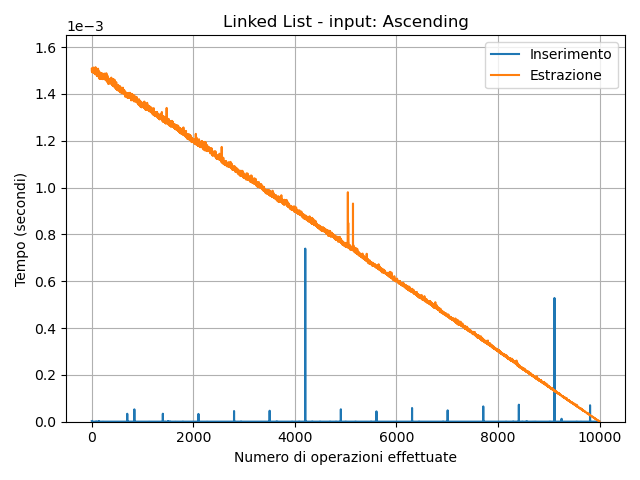 Linked List - input: Ascending
1e−3
Inserimento
Estrazione
Tempo (secondi)
1.6
1.4
1.2
1.0
0.8
0.6
0.4
0.2
0.0
0 2000 4000 6000 8000 10000
Numero di operazioni effettuate